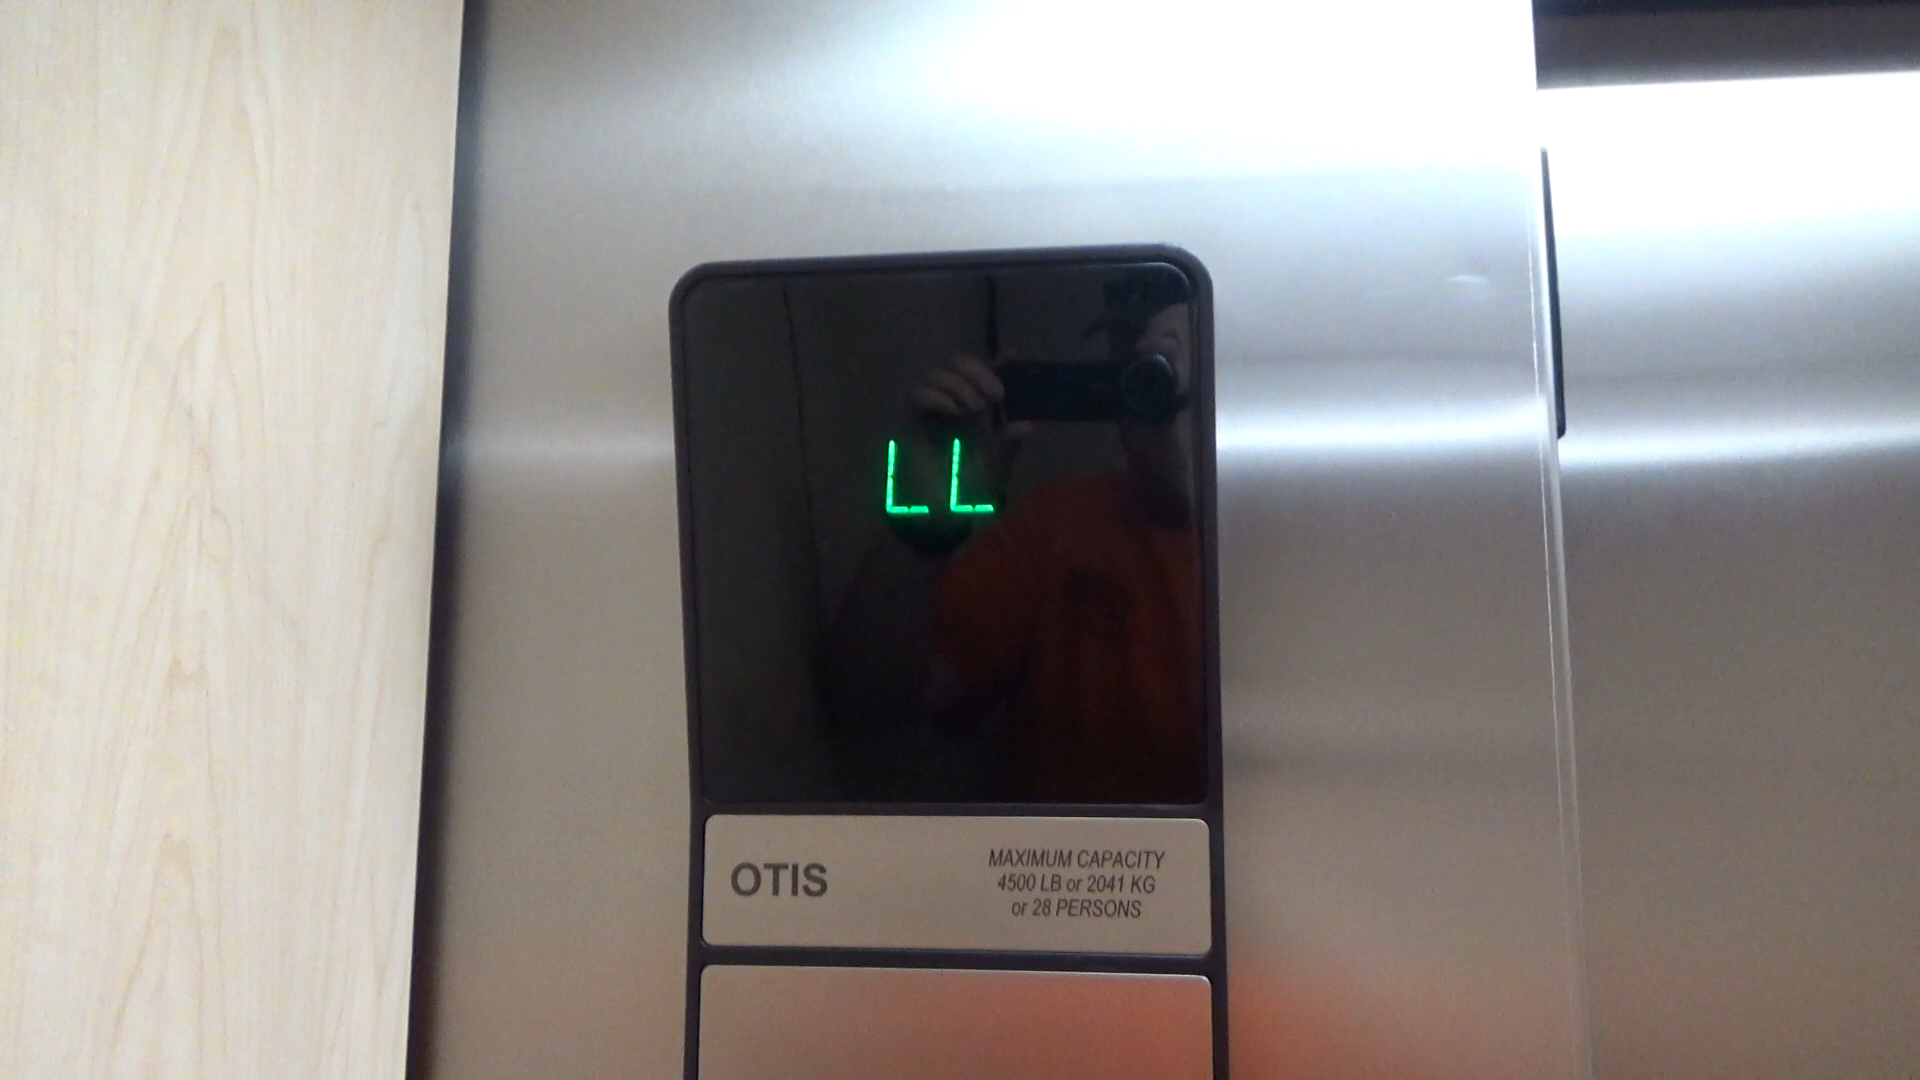 LL
OTIS
MAXIMUM CAPACITY
4500 LB or 2041 KG
or 28 PERSONS